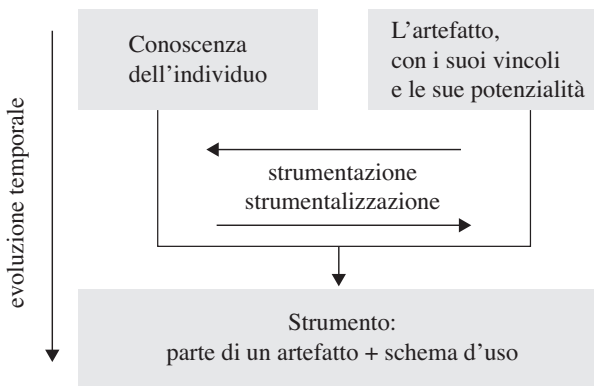 Conoscenza
dell’individuo
L’artefatto,
con i suoi vincoli
e le sue potenzialità
evoluzione temporale
strumentazione
strumentalizzazione
Strumento:
parte di un artefatto + schema d’uso